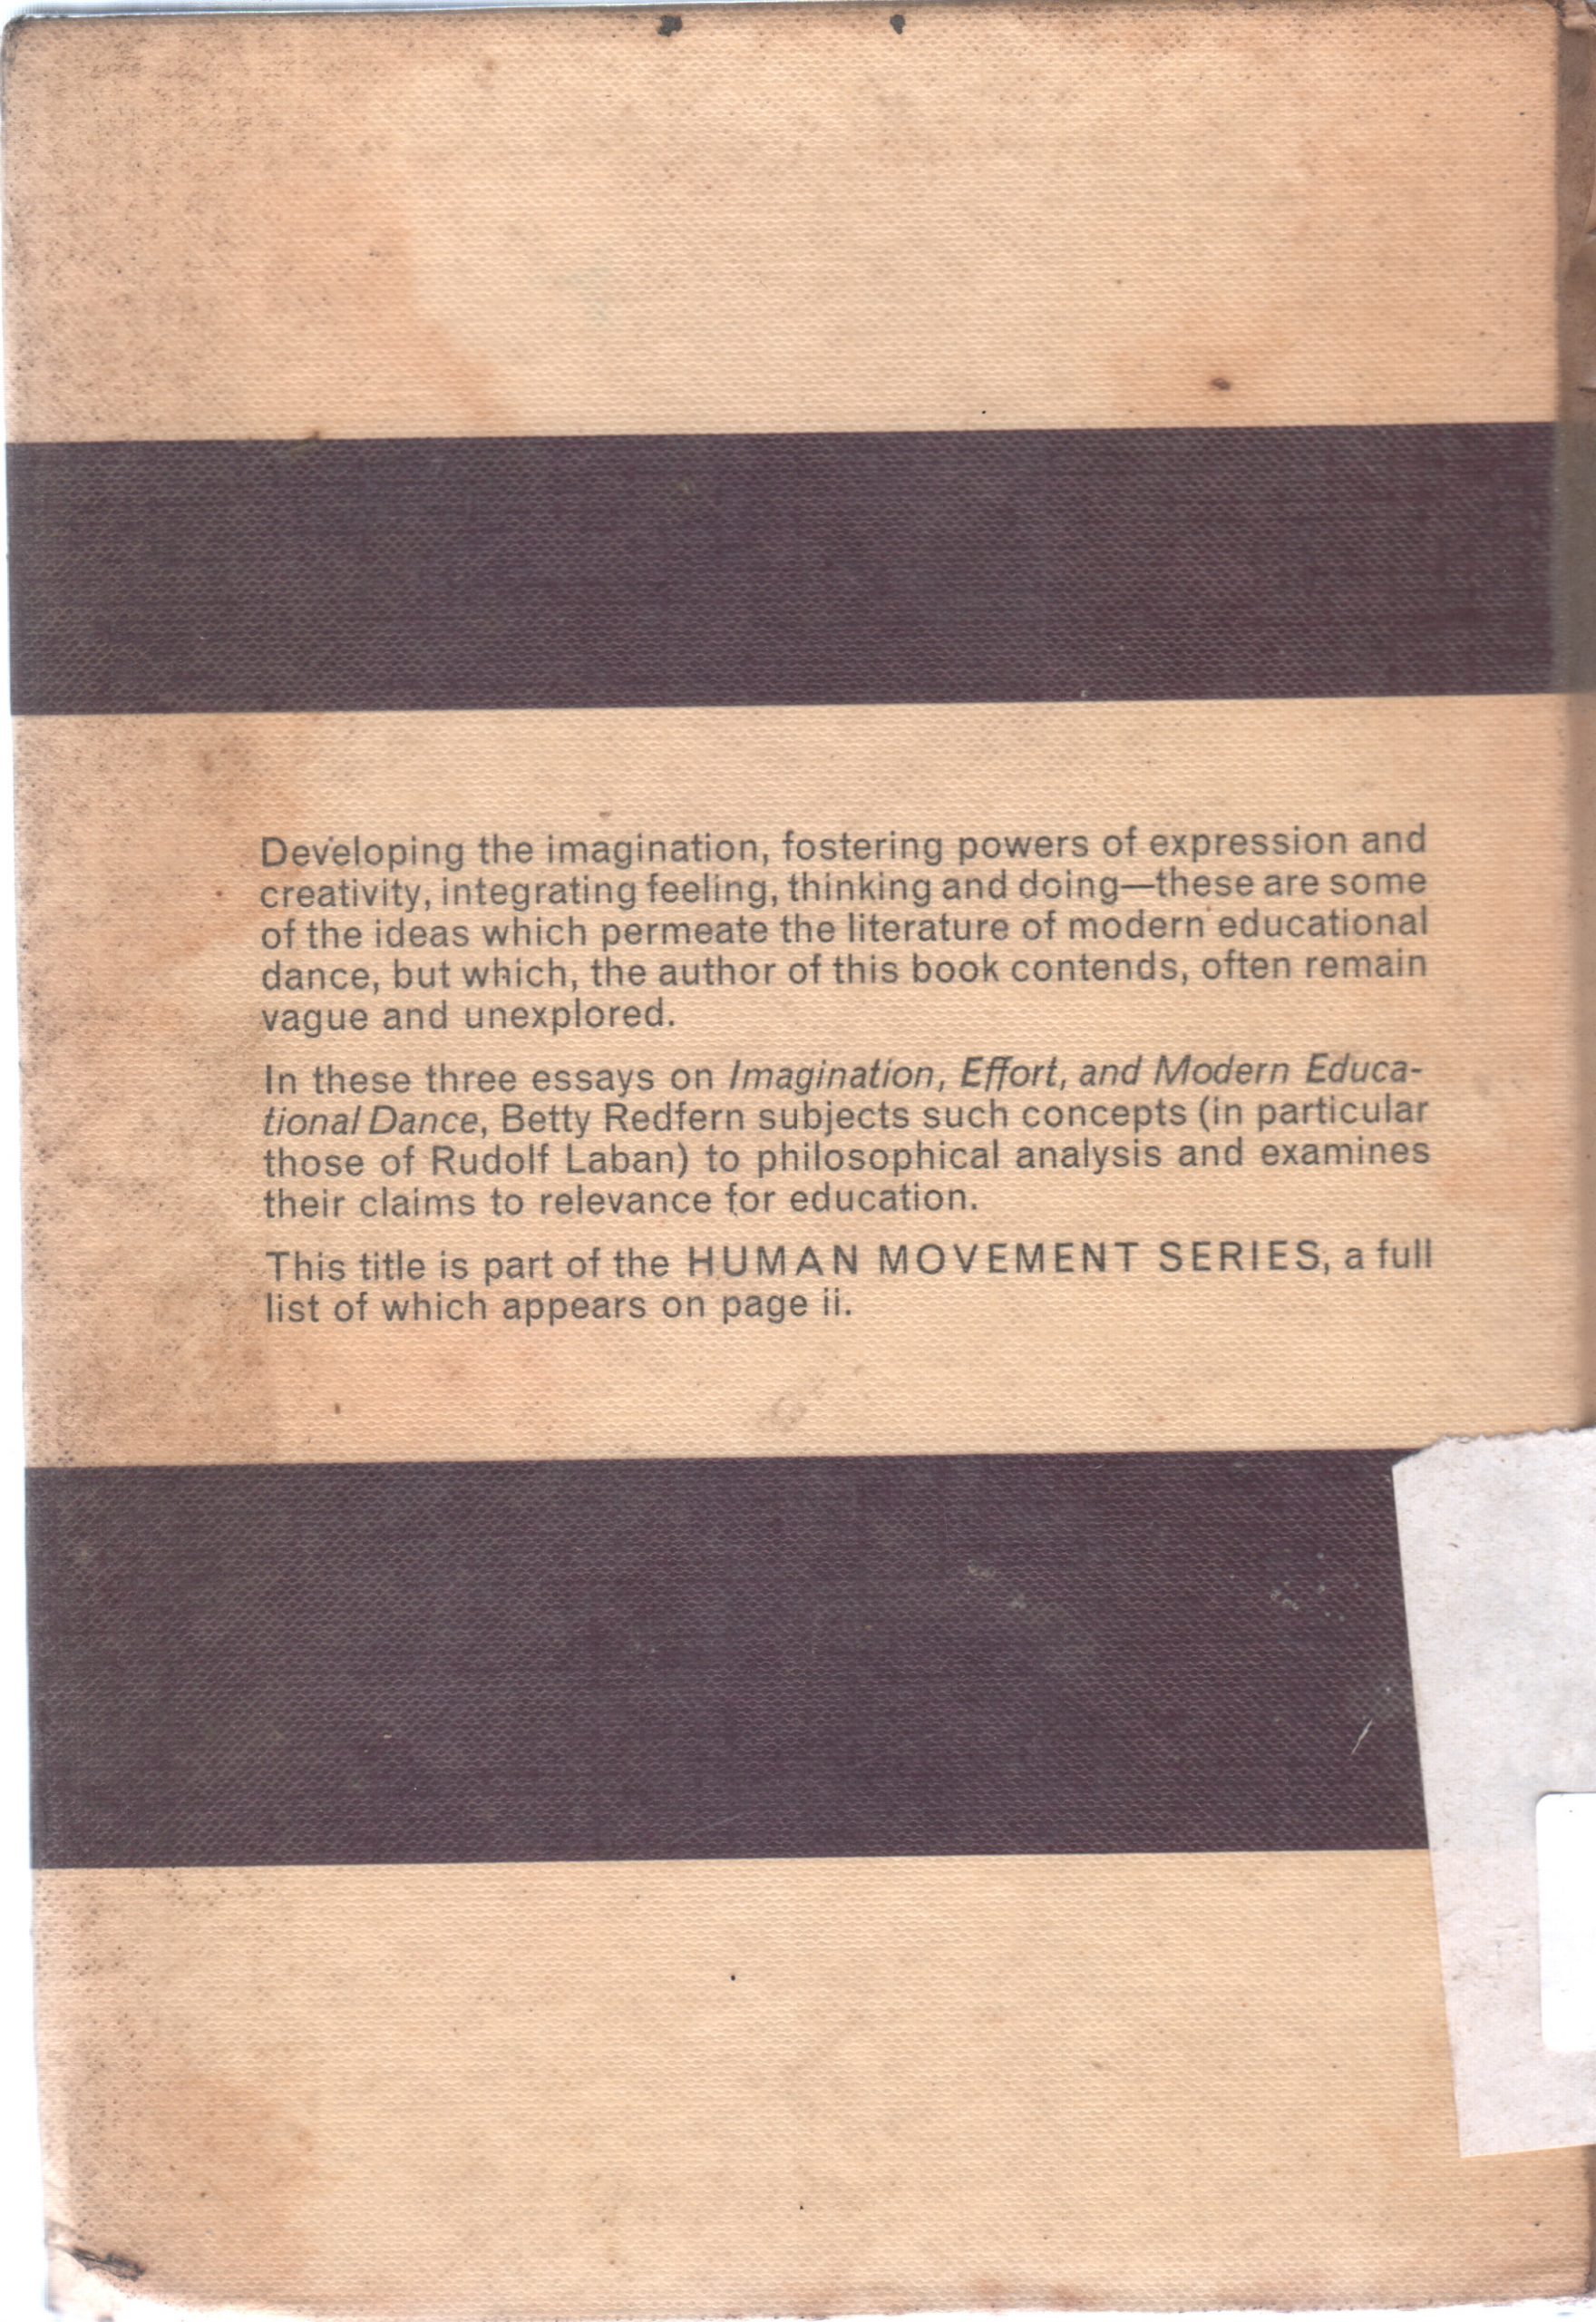 Developing the imagination, fostering powers of expression and
creativity, integrating feeling, thinking and doing—these are some
of the ideas which permeate the literature of modern educational
dance, but which, the author of this book contends, often remain
vague and unexplored.
In these three essays on Imagination, Effort, and Modern Educa-
tional Dance, Betty Redfern subjects such concepts (in particular
those of Rudolf Laban) to philosophical analysis and examines
their claims to relevance for education.
This title is part of the HUMAN MOVEMENT SERIES, a full
list of which appears on page ii.